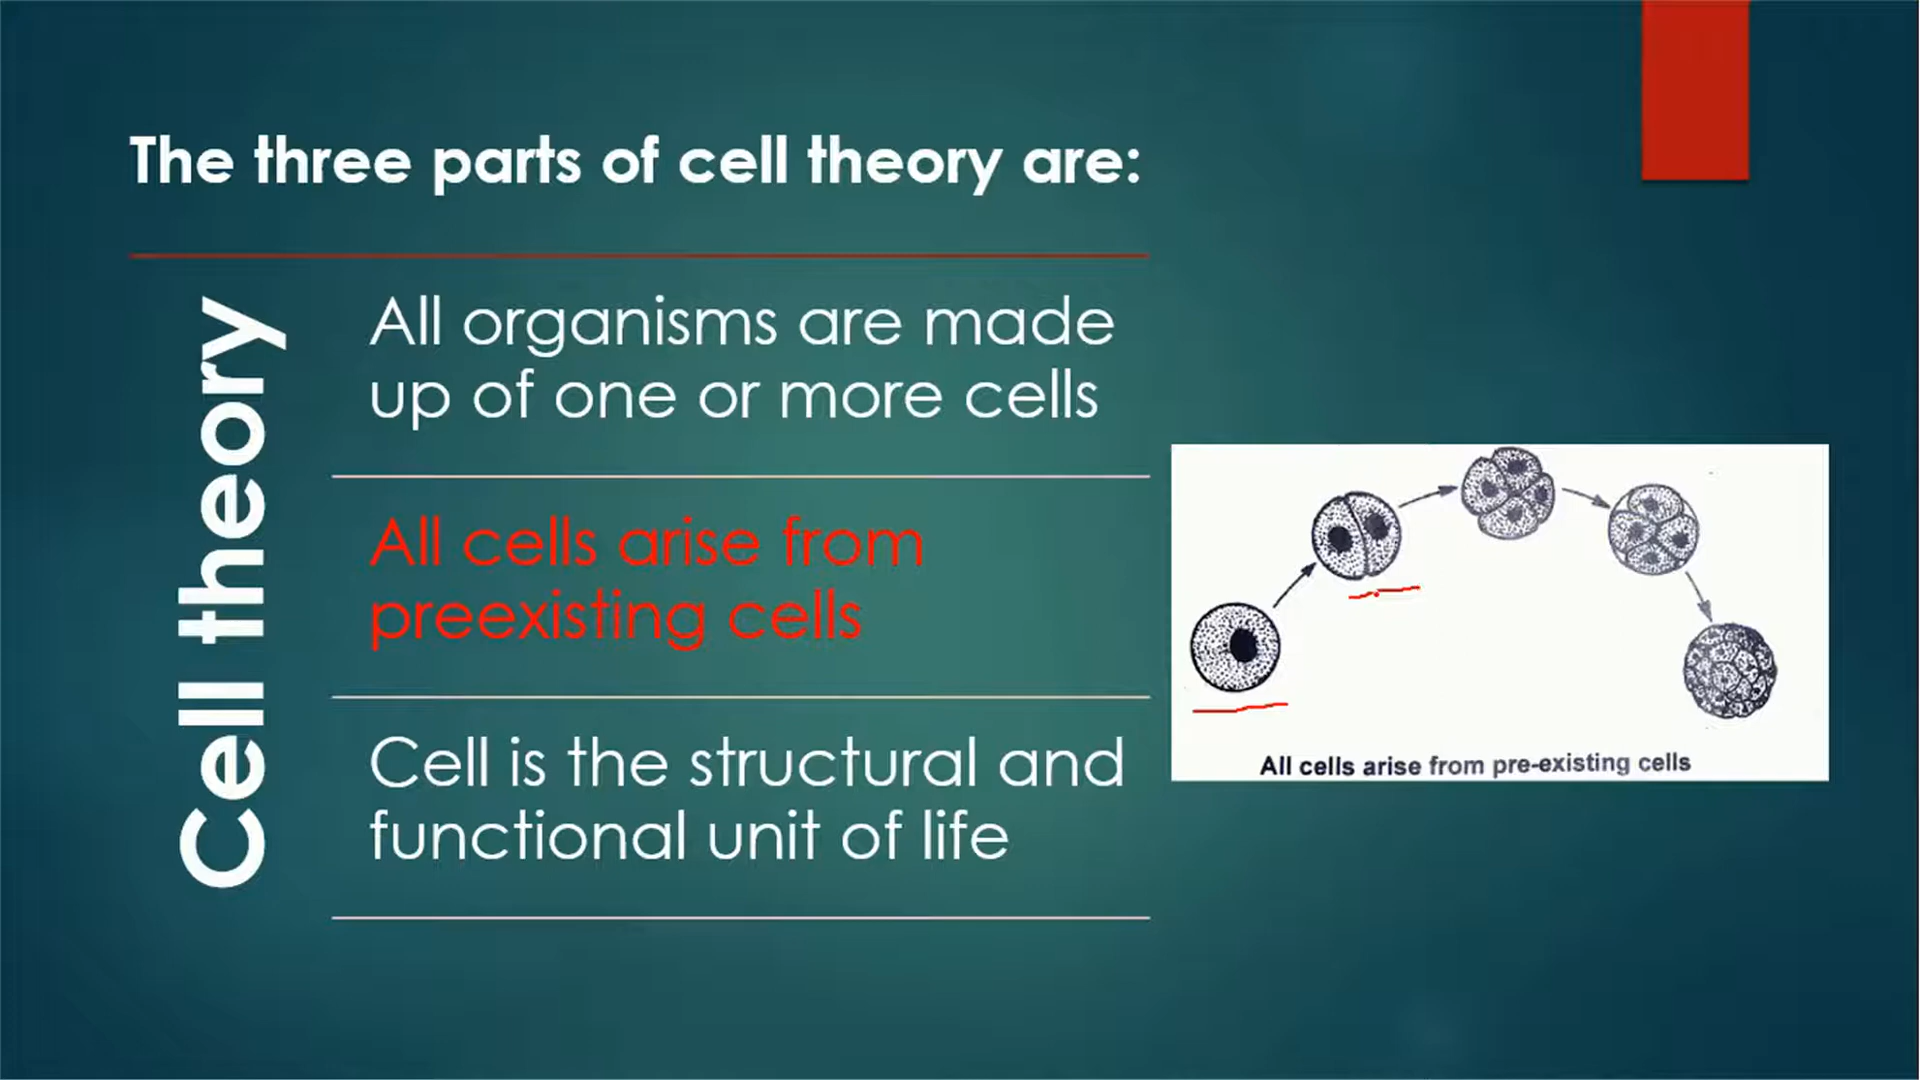 The three parts of cell theory are:
Cell theory
All organisms are made
up of one or more cells
All cells arise from
preexisting cells
Cell is the structural and
functional unit of life
All cells arise from pre-existing cells